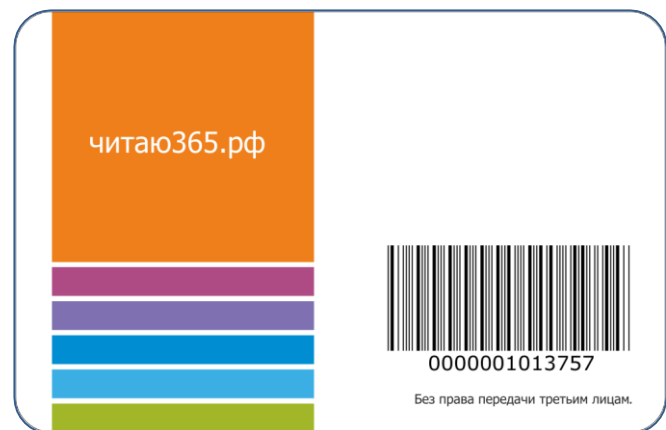 читаю365.рф
0000001013757
Без права передачи третьим лицам.